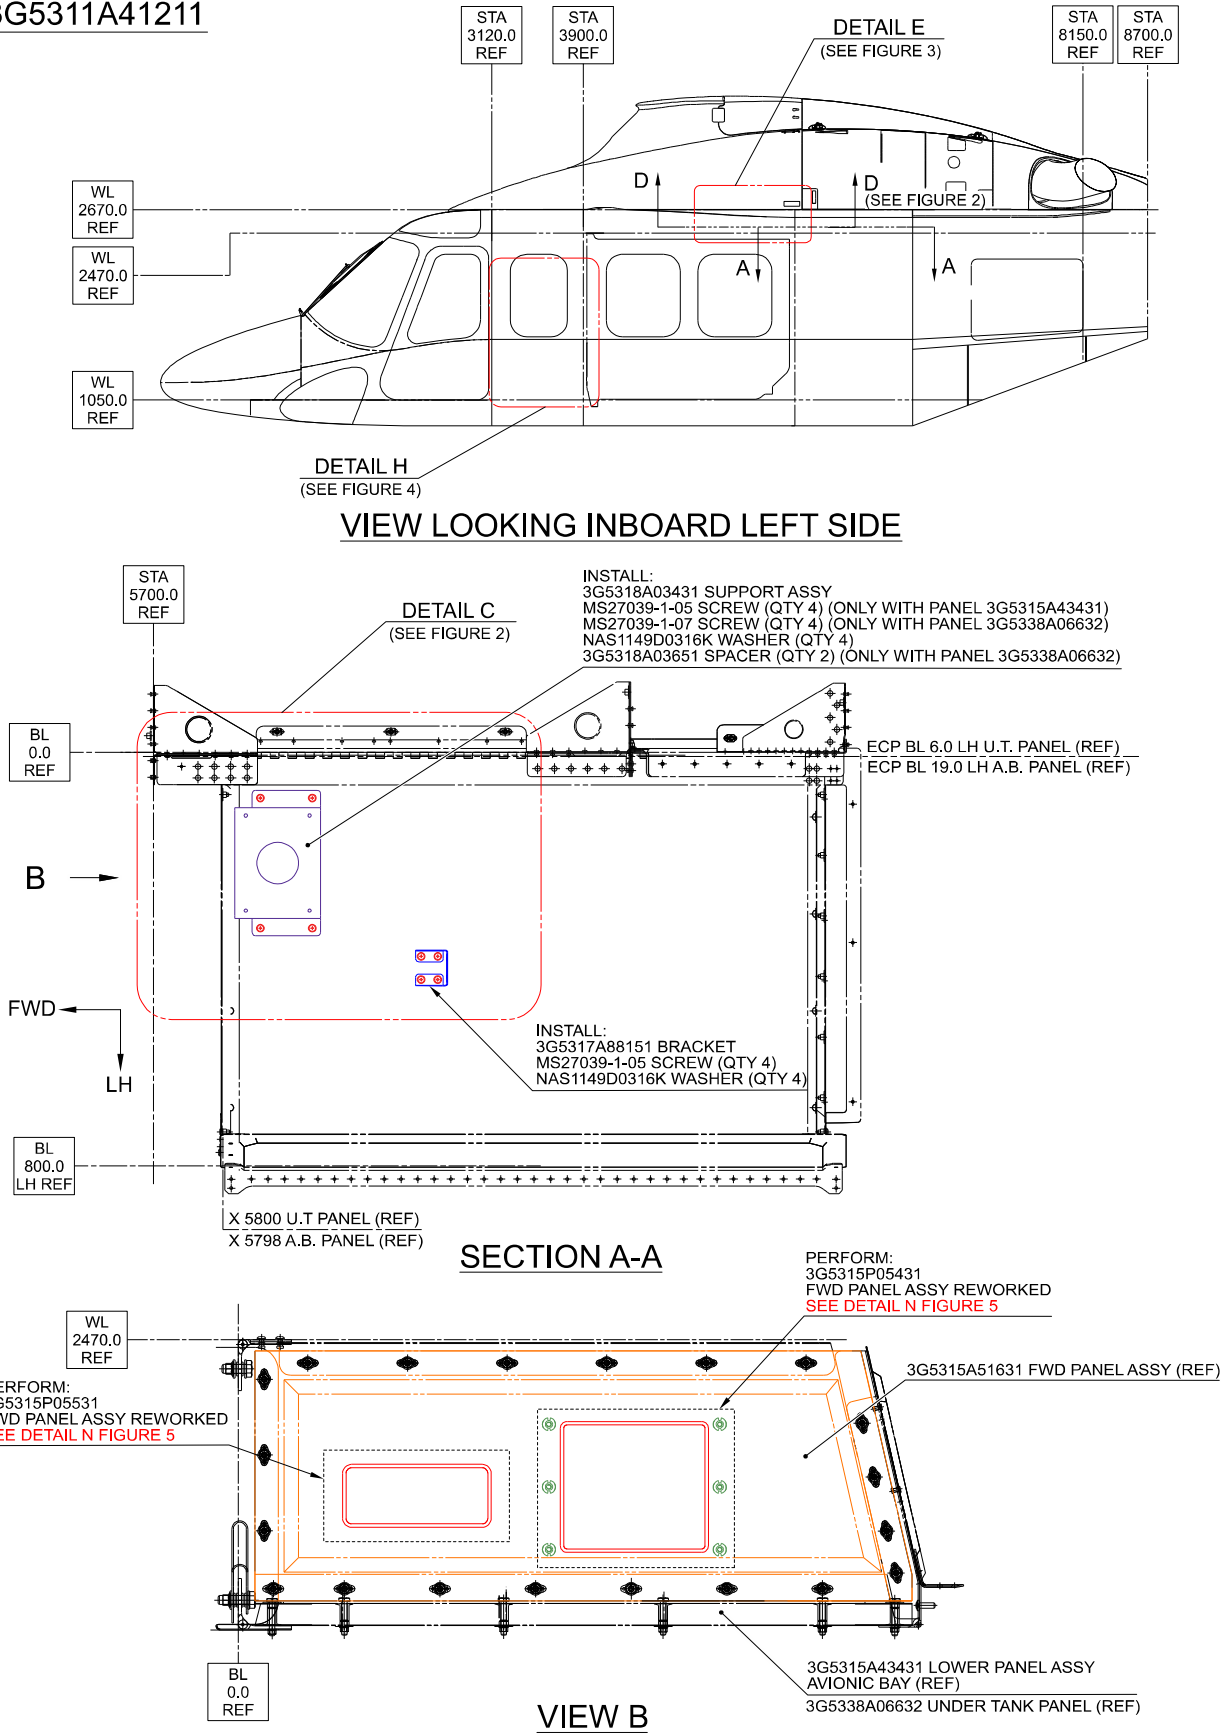 3G5311A41211
STA
3120.0
REF
STA
3900.0
REF
DETAIL E
(SEE FIGURE 3)
STA
8150.0
REF
STA
8700.0
REF
WL
2670.0
REF
WL
2470.0
REF
WL
1050.0
REF
D
D
(SEE FIGURE 2)
A
A
DETAIL H
(SEE FIGURE 4)
VIEW LOOKING INBOARD LEFT SIDE
STA
5700.0
REF
DETAIL C
(SEE FIGURE 2)
INSTALL:
3G5318A03431 SUPPORT ASSY
MS27039-1-05 SCREW (QTY 4) (ONLY WITH PANEL 3G5315A43431)
MS27039-1-07 SCREW (QTY 4) (ONLY WITH PANEL 3G5338A06632)
NAS1149D0316K WASHER (QTY 4)
3G5318A03651 SPACER (QTY 2) (ONLY WITH PANEL 3G5338A06632)
BL
0.0
REF
ECP BL 6.0 LH U.T. PANEL (REF)
ECP BL 19.0 LH A.B. PANEL (REF)
B
FWD
LH
INSTALL:
3G5317A88151 BRACKET
MS27039-1-05 SCREW (QTY 4)
NAS1149D0316K WASHER (QTY 4)
BL
800.0
LH REF
X 5800 U.T PANEL (REF)
X 5798 A.B. PANEL (REF)
SECTION A-A
PERFORM:
3G5315P05431
FWD PANEL ASSY REWORKED
SEE DETAIL N FIGURE 5
WL
2470.0
REF
3G5315A51631 FWD PANEL ASSY (REF)
ERFORM:
G5315P05531
WD PANEL ASSY REWORKED
EE DETAIL N FIGURE 5
BL
0.0
REF
3G5315A43431 LOWER PANEL ASSY
AVIONIC BAY (REF)
3G5338A06632 UNDER TANK PANEL (REF)
VIEW B